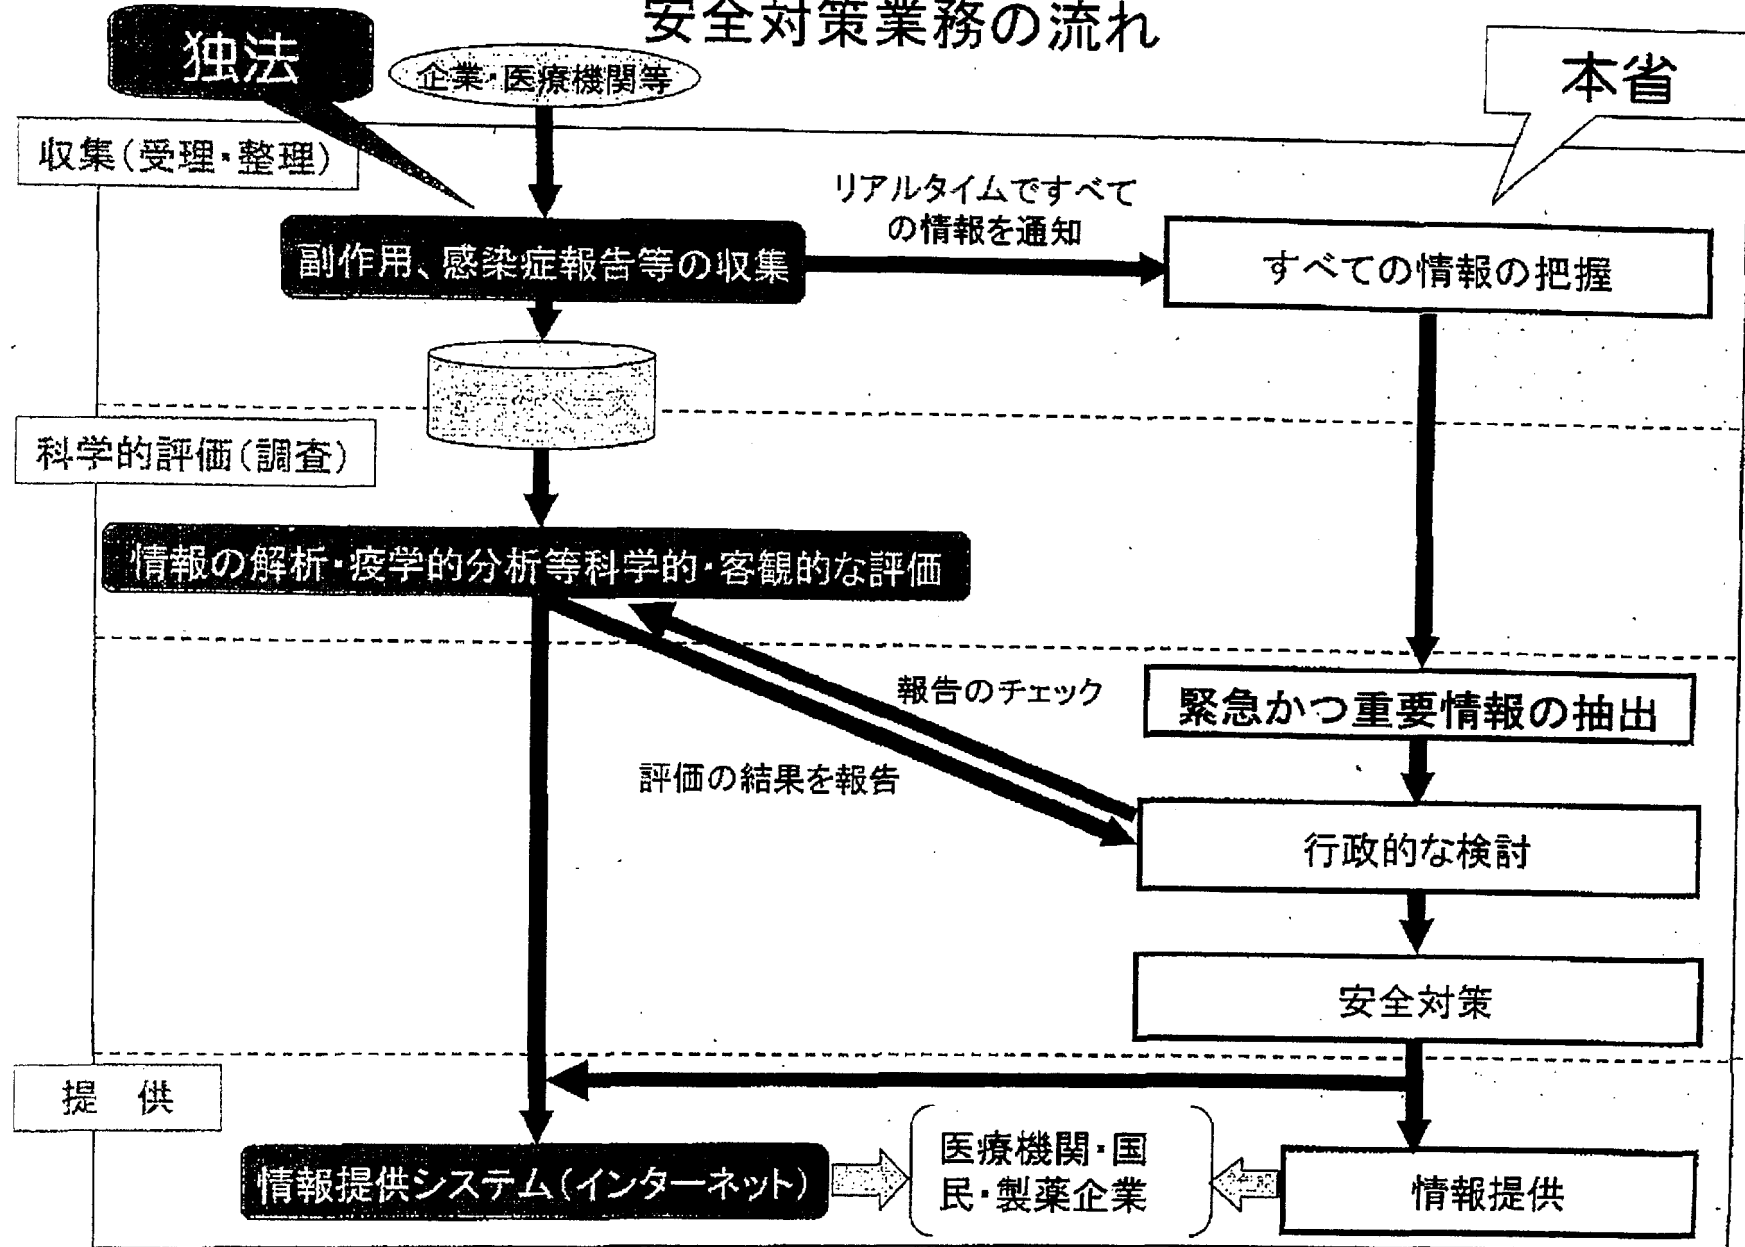 安全対策業務の流れ
独法
企業・医療機関等
本省
収集(受理・整理)
リアルタイムですべて
の情報を通知
副作用、感染症報告等の収集
すべての情報の把握
データベース
科学的評価(調査)
情報の解析・疫学的分析等科学的・客観的な評価
報告のチェック
緊急かつ重要情報の抽出
評価の結果を報告
行政的な検討
安全対策
提 供
医療機関・国
民・製薬企業
情報提供システム(インターネット)
情報提供